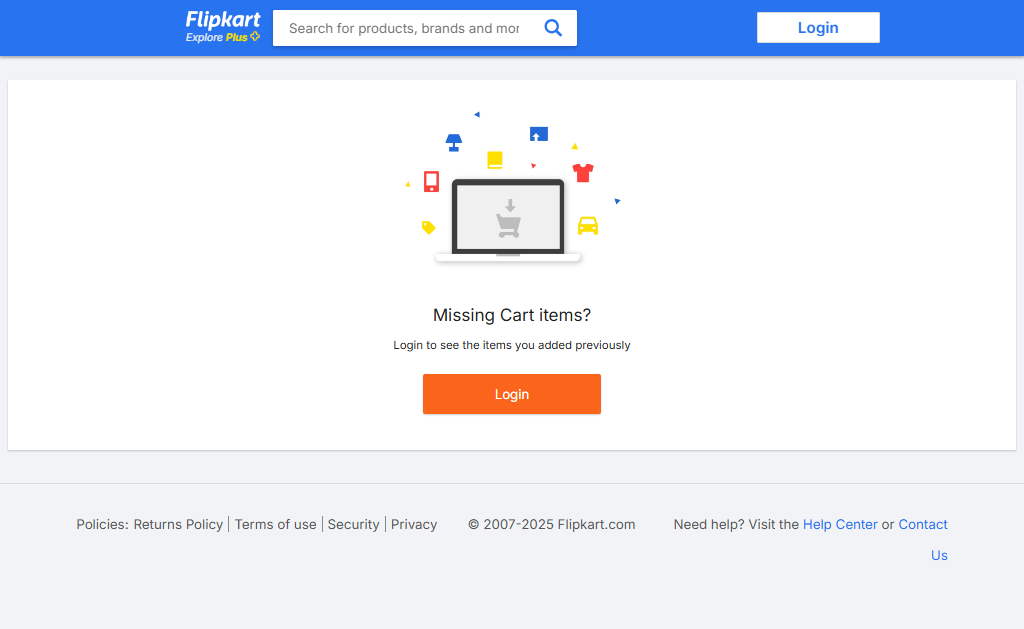 Flipkart
Explore Plus
Search for products, brands and mor
Login
Missing Cart items?
Login to see the items you added previously
Login
Policies: Returns Policy | Terms of use | Security | Privacy
© 2007-2025 Flipkart.com
Need help? Visit the Help Center or Contact
Us